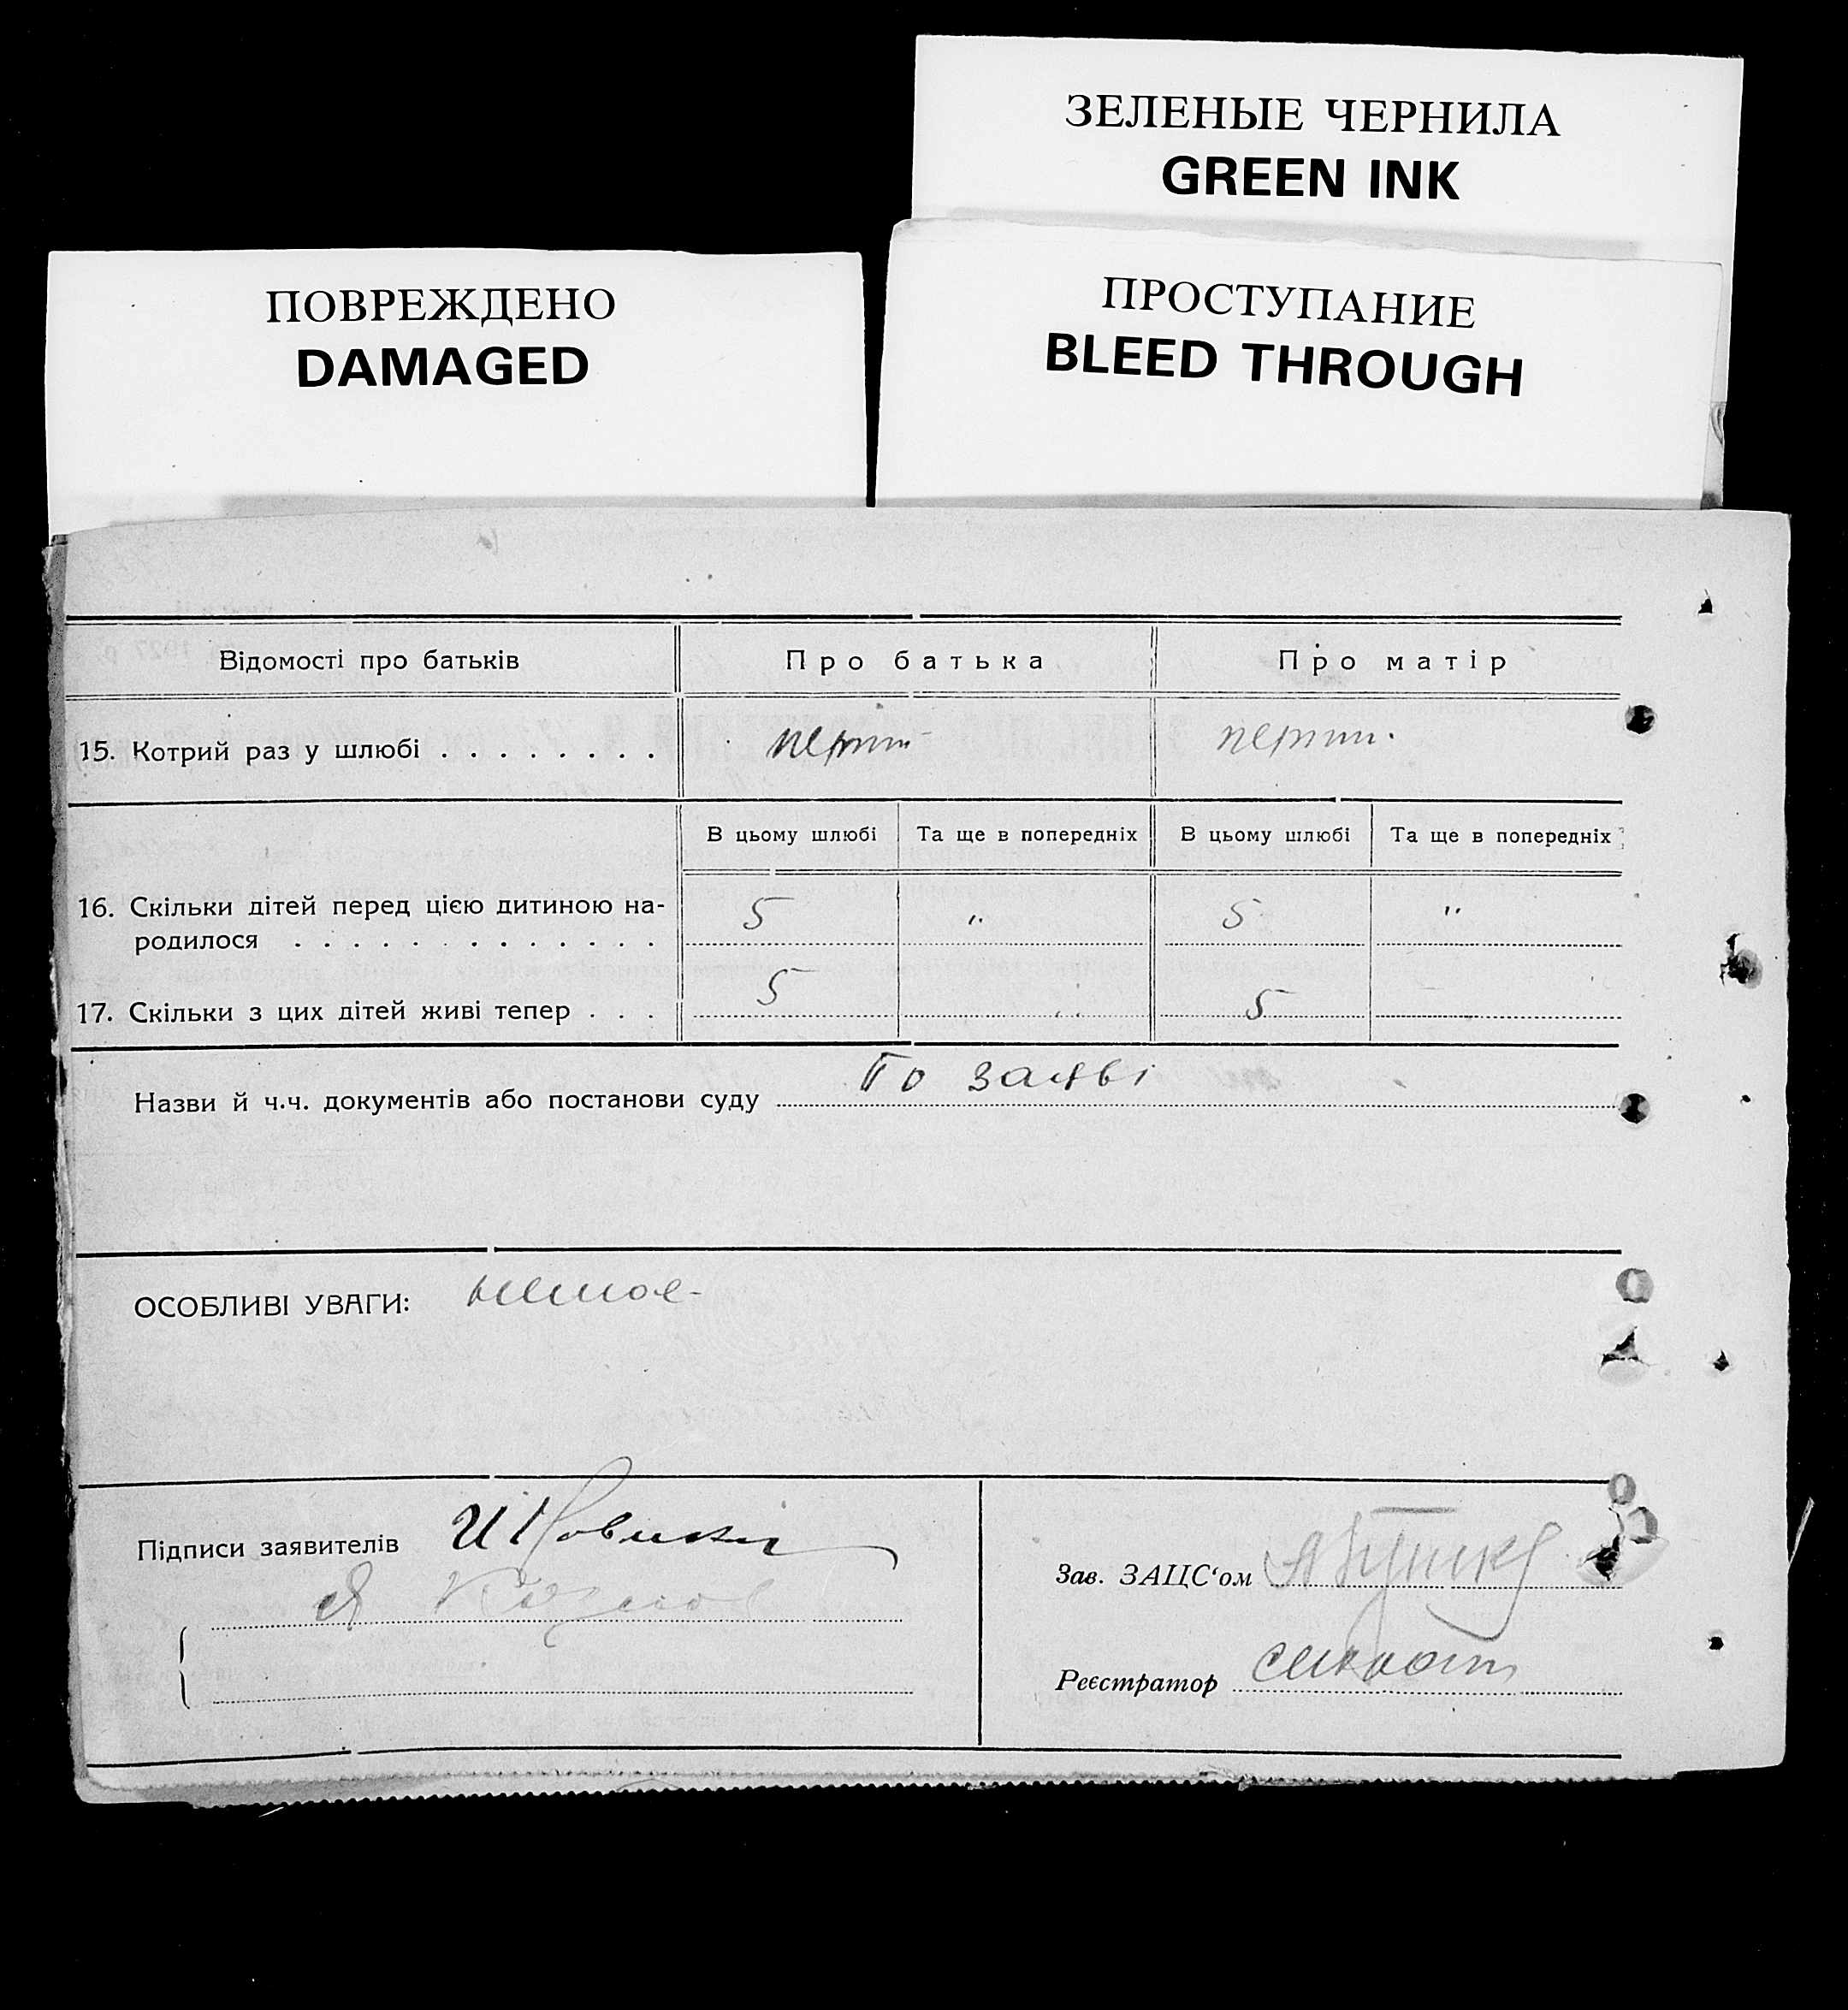 ЗЕЛЕНЫЕ ЧЕРНИЛА
GREEN INK
ПОВРЕЖДЕНО
DAMAGED
ПРОСТУПАНИЕ
BLEED THROUGH
Відомості про батьків Про батька Про матір
15. Котрий раз у шлюбі . . . . . . . . перший перший
В цьому шлюбі Та ще в попередніх В цьому шлюбі Та ще в попередніх
16. Скільки дітей перед цією дитиною на- 5 " 5 "
родилося . . . . . . . . . . . . .
17. Скільки з цих дітей живі тепер . . . 5 5
Назви й ч.ч. документів або постанови суду По заяві
ОСОБЛИВІ УВАГИ: немає
Підписи заявителів
Зав. ЗАЦС‘ом
Реєстратор